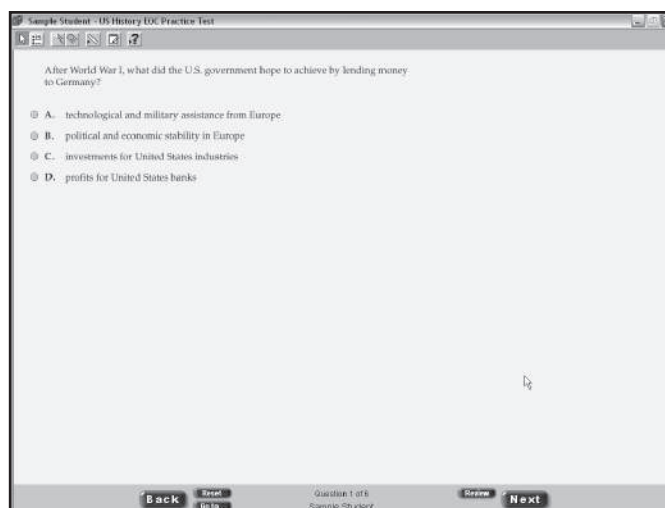 Sample Student - US History EOC Practice Test
After World War I, what did the U.S. government hope to achieve by lending money
to Germany?
A. technological and military assistance from Europe
B. political and economic stability in Europe
C. investments for United States industries
D. profits for United States banks
Back
Reset
Go to
Question 1 of 6
Sample Student
Review
Next